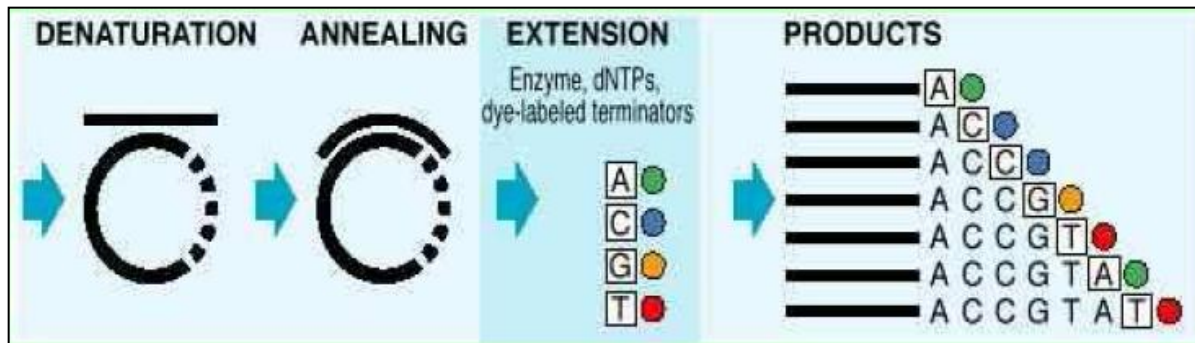 DENATURATION
ANNEALING
EXTENSION
Enzyme, dNTPs,
dye-labeled terminators
A
C
G
T
PRODUCTS
A
A C
A C C
A C C G
A C C G T
A C C G T A
A C C G T A T